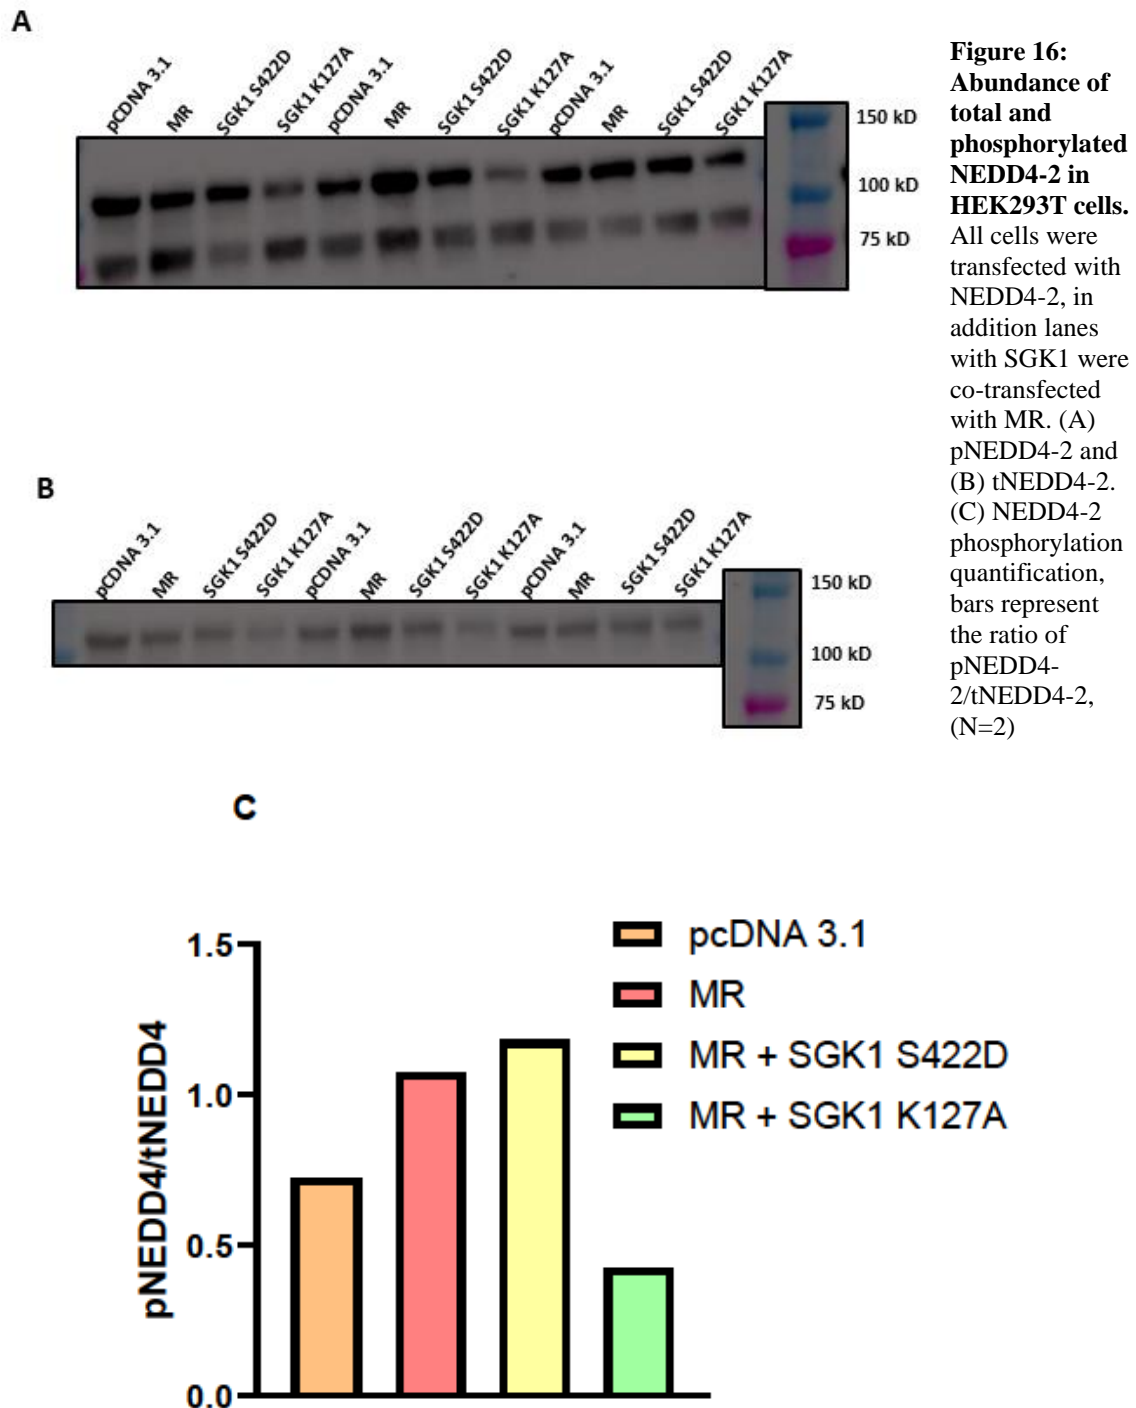 A
pCDNA 3.1
MR
SGK1 S422D
SGK1 K127A
pCDNA 3.1
MR
SGK1 S422D
SGK1 K127A
pCDNA 3.1
MR
SGK1 S422D
SGK1 K127A
150 kD
100 kD
75 kD
Figure 16:
Abundance of
total and
phosphorylated
NEDD4-2 in
HEK293T cells.
All cells were
transfected with
NEDD4-2, in
addition lanes
with SGK1 were
co-transfected
with MR. (A)
pNEDD4-2 and
(B) tNEDD4-2.
(C) NEDD4-2
phosphorylation
quantification,
bars represent
the ratio of
pNEDD4-
2/tNEDD4-2,
(N=2)
B
pCDNA 3.1
MR
SGK1 S422D
SGK1 K127A
pCDNA 3.1
MR
SGK1 S422D
SGK1 K127A
pCDNA 3.1
MR
SGK1 S422D
SGK1 K127A
150 kD
100 kD
75 kD
C
pNEDD4/tNEDD4
1.5
1.0
0.5
0.0
pcDNA 3.1
MR
MR + SGK1 S422D
MR + SGK1 K127A